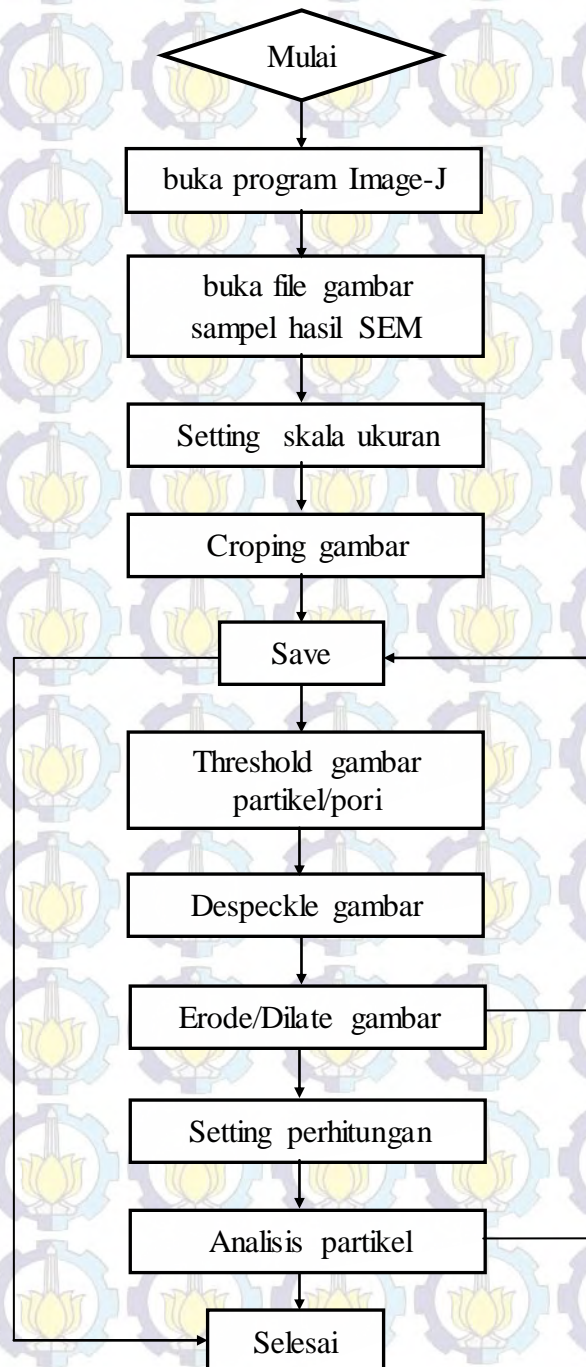 Mulai
buka program Image-J
buka file gambar
sampel hasil SEM
Setting skala ukuran
Croping gambar
Save
Threshold gambar
partikel/pori
Despeckle gambar
Erode/Dilate gambar
Setting perhitungan
Analisis partikel
Selesai